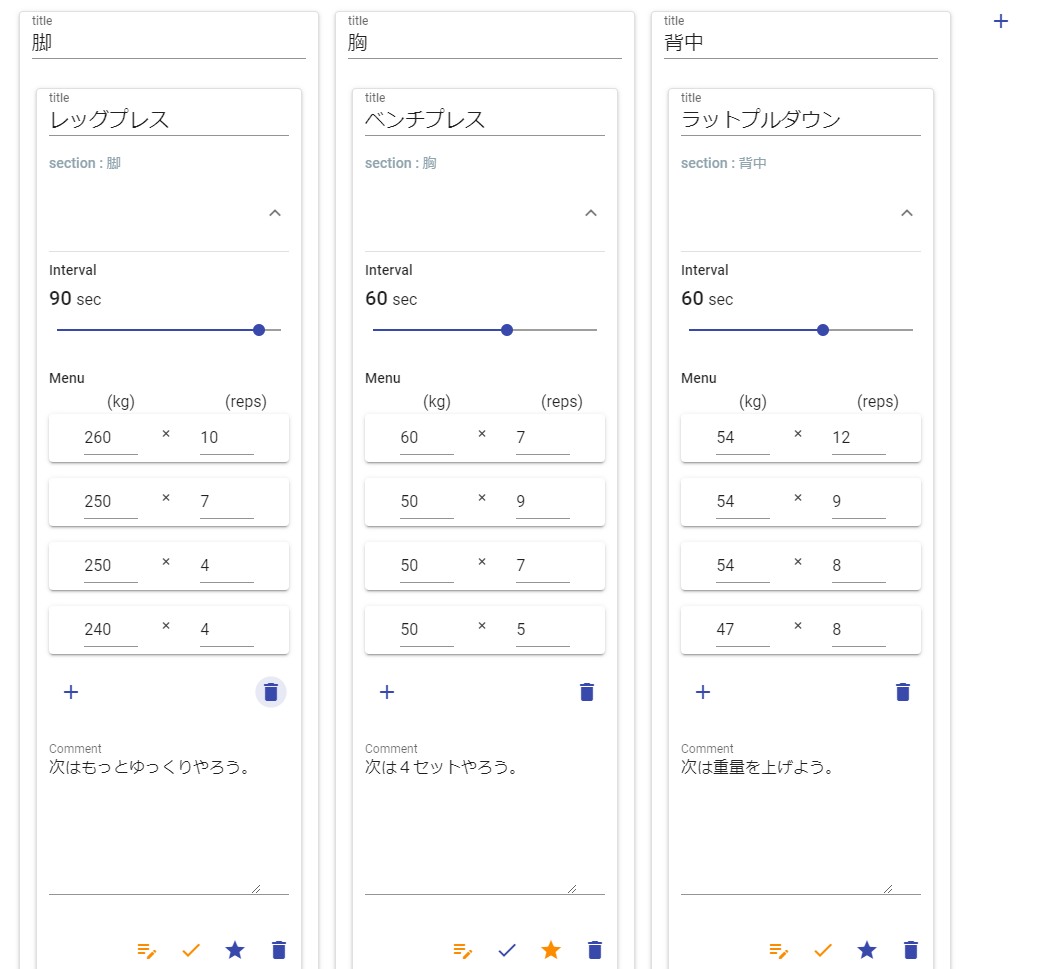 title
脚
title
レッグプレス
section : 脚
Interval
90 sec
Menu
(kg) (reps)
260 × 10
250 × 7
250 × 4
240 × 4
Comment
次はもっとゆっくりやろう。
title
胸
title
ベンチプレス
section : 胸
Interval
60 sec
Menu
(kg) (reps)
60 × 7
50 × 9
50 × 7
50 × 5
Comment
次は４セットやろう。
title
背中
title
ラットプルダウン
section : 背中
Interval
60 sec
Menu
(kg) (reps)
54 × 12
54 × 9
54 × 8
47 × 8
Comment
次は重量を上げよう。